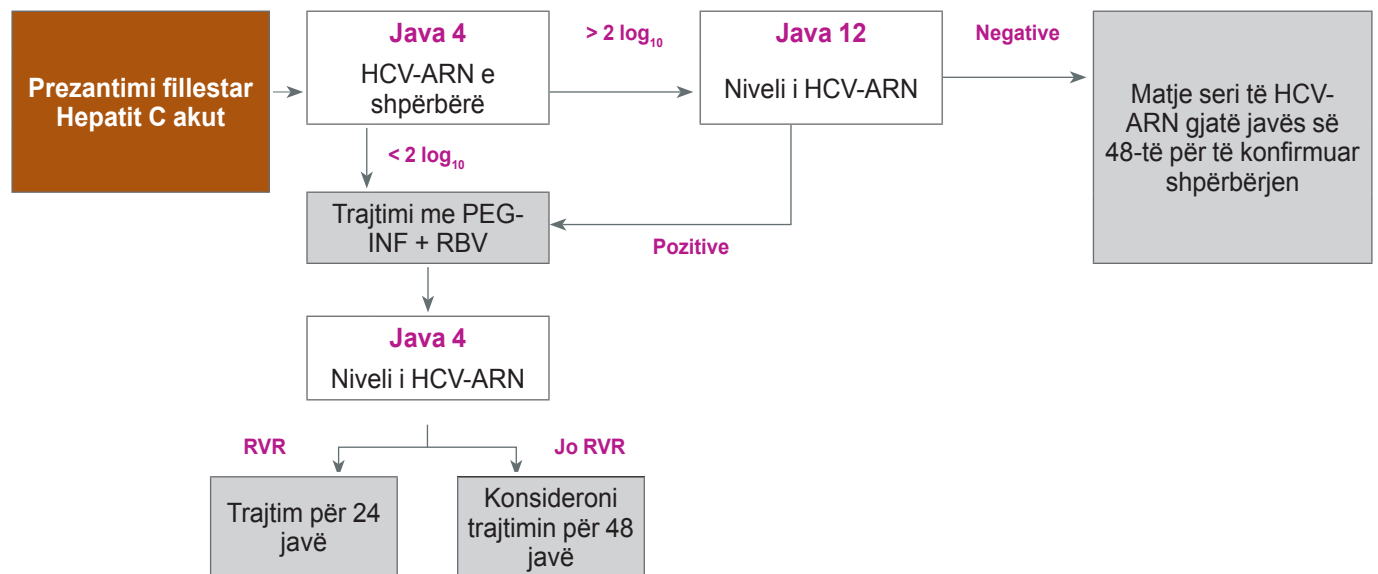 Prezantimi fillestar
Hepatit C akut
Java 4
HCV-ARN e
shpërbërë
> 2 log₁₀
Java 12
Niveli i HCV-ARN
Negative
Matje seri të HCV-
ARN gjatë javës së
48-të për të konfirmuar
shpërbërjen
< 2 log₁₀
Trajtimi me PEG-
INF + RBV
Pozitive
Java 4
Niveli i HCV-ARN
RVR
Jo RVR
Trajtim për 24
javë
Konsideroni
trajtimin për 48
javë